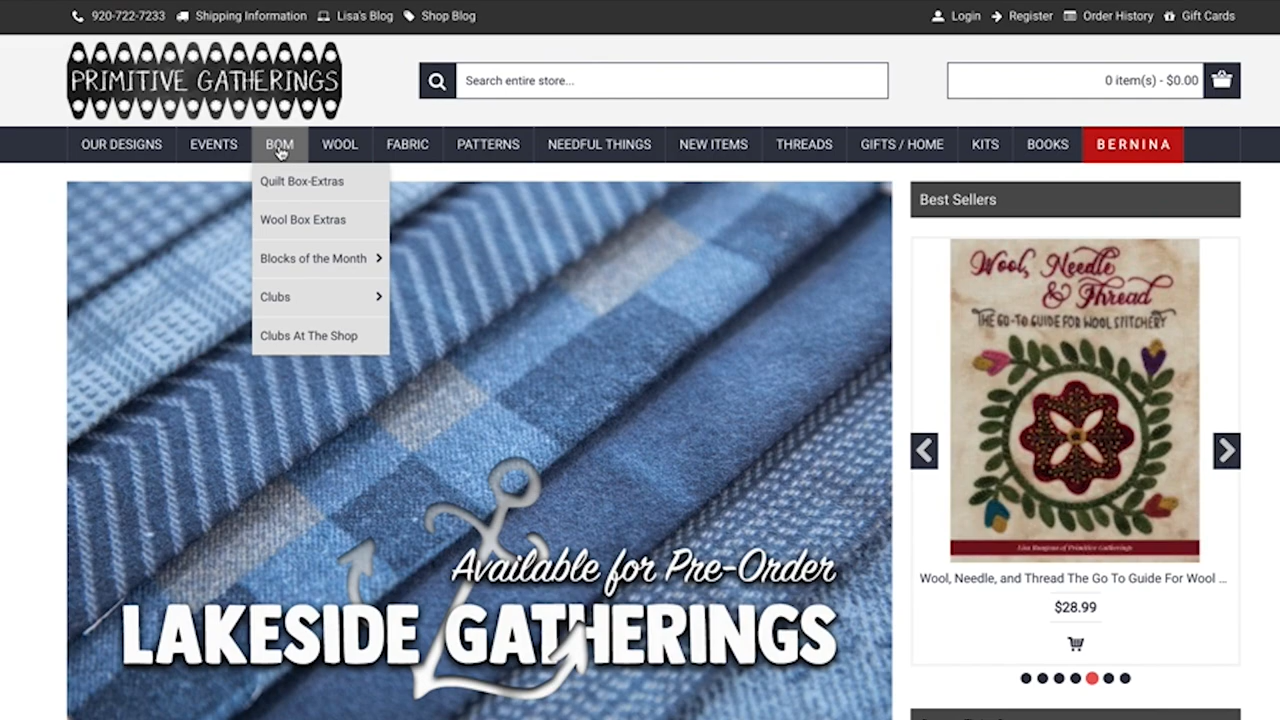 920-722-7233 Shipping Information Lisa's Blog Shop Blog Login Register Order History Gift Cards
PRIMITIVE GATHERINGS
Search entire store...
0 item(s) - $0.00
OUR DESIGNS EVENTS BOM WOOL FABRIC PATTERNS NEEDFUL THINGS NEW ITEMS THREADS GIFTS / HOME KITS BOOKS BERNINA
Quilt Box-Extras
Wool Box Extras
Blocks of the Month
Clubs
Clubs At The Shop
Available for Pre-Order
LAKESIDE GATHERINGS
Best Sellers
Wool, Needle
& Thread
THE GO-TO GUIDE FOR WOOL STITCHERY
Wool, Needle, and Thread The Go To Guide For Wool ...
$28.99